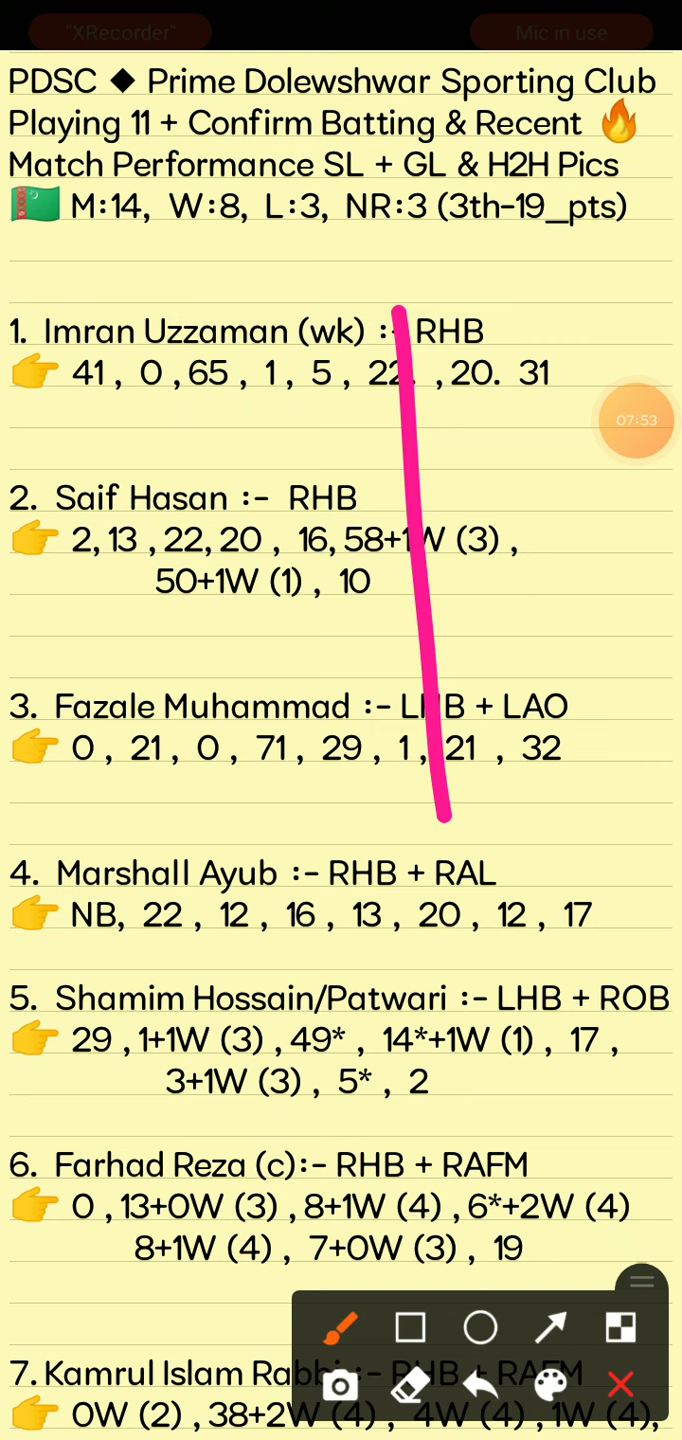 "XRecorder" Mic in use
PDSC ◆ Prime Dolewshwar Sporting Club
Playing 11 + Confirm Batting & Recent 🔥
Match Performance SL + GL & H2H Pics
🇹🇲 M:14, W:8, L:3, NR:3 (3th-19_pts)
1. Imran Uzzaman (wk) :- RHB
👉 41 , 0 ,65 , 1 , 5 , 22. ,20. 31
07:53
2. Saif Hasan :- RHB
👉 2, 13 ,22, 20 , 16, 58+1W (3) ,
50+1W (1) , 10
3. Fazale Muhammad :- LHB + LAO
👉 0 , 21 , 0 , 71 , 29 , 1 , 21 , 32
4. Marshall Ayub :- RHB + RAL
👉 NB, 22 , 12 , 16 , 13 , 20 , 12 , 17
5. Shamim Hossain/Patwari :- LHB + ROB
👉 29 , 1+1W (3) , 49* , 14*+1W (1) , 17 ,
3+1W (3) , 5* , 2
6. Farhad Reza (c):- RHB + RAFM
👉 0 , 13+0W (3) , 8+1W (4) , 6*+2W (4)
8+1W (4) , 7+0W (3) , 19
7. Kamrul Islam Rabbi :- RHB + RAFM
👉 0W (2) , 38+2W (4) , 4W (4) , 1W (4),